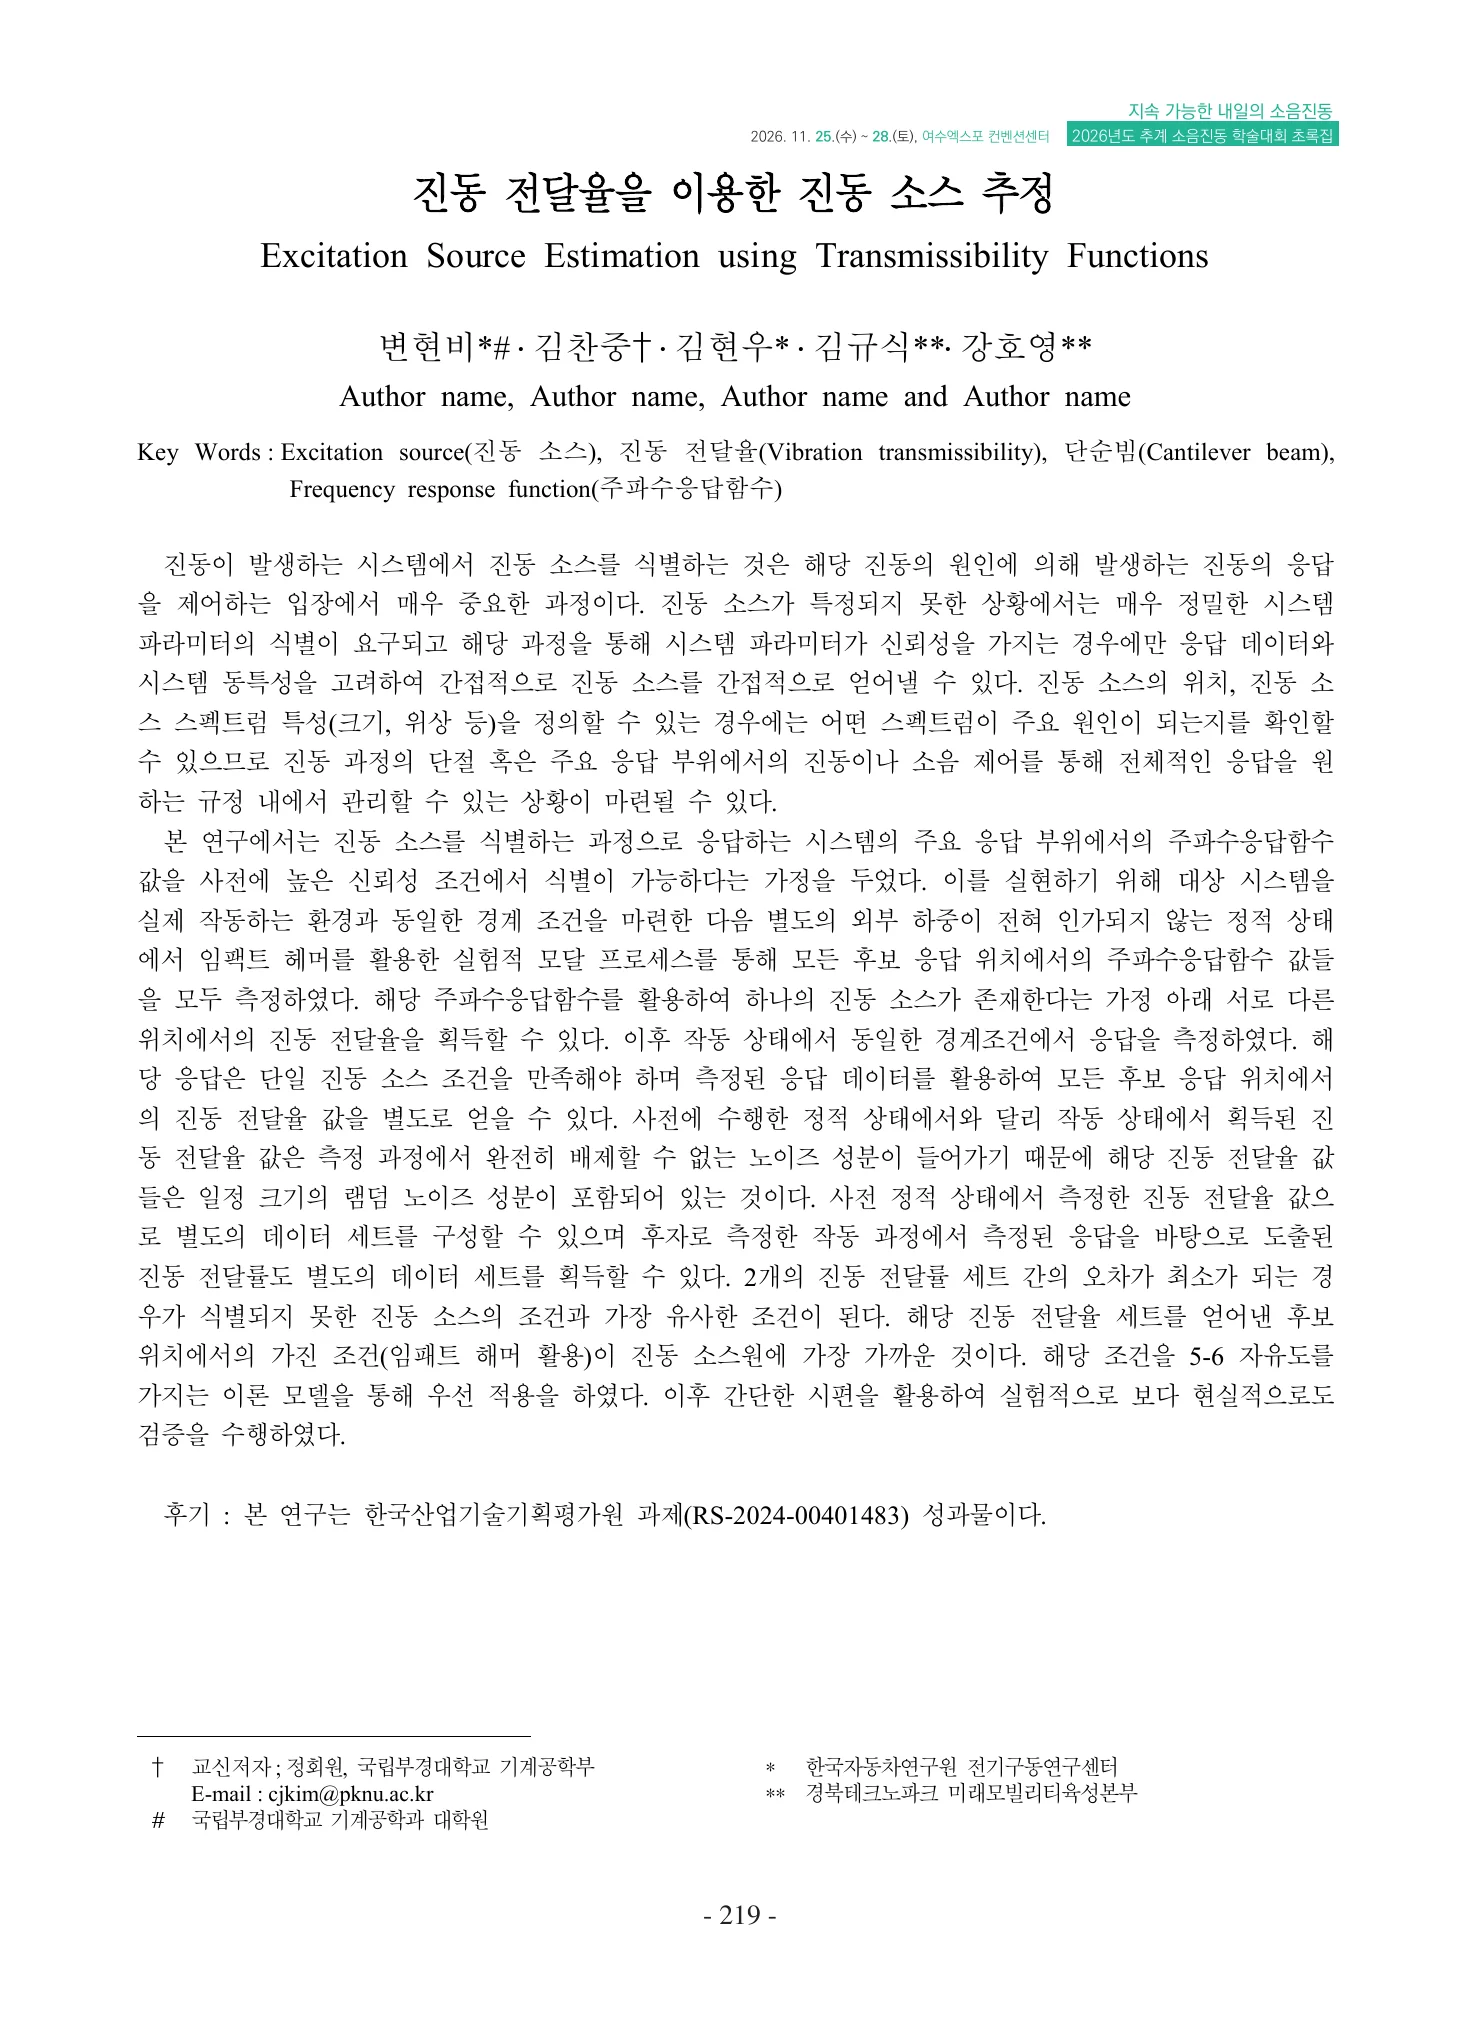 지속 가능한 내일의 소음진동
2026. 11. 25.(수) ~ 28.(토), 여수엑스포 컨벤션센터 2026년도 추계 소음진동 학술대회 초록집
진동 전달율을 이용한 진동 소스 추정
Excitation Source Estimation using Transmissibility Functions
변현비*# · 김찬중† · 김현우* · 김규식**· 강호영**
Author name, Author name, Author name and Author name
Key Words : Excitation source(진동 소스), 진동 전달율(Vibration transmissibility), 단순빔(Cantilever beam),
Frequency response function(주파수응답함수)
진동이 발생하는 시스템에서 진동 소스를 식별하는 것은 해당 진동의 원인에 의해 발생하는 진동의 응답
을 제어하는 입장에서 매우 중요한 과정이다. 진동 소스가 특정되지 못한 상황에서는 매우 정밀한 시스템
파라미터의 식별이 요구되고 해당 과정을 통해 시스템 파라미터가 신뢰성을 가지는 경우에만 응답 데이터와
시스템 동특성을 고려하여 간접적으로 진동 소스를 간접적으로 얻어낼 수 있다. 진동 소스의 위치, 진동 소
스 스펙트럼 특성(크기, 위상 등)을 정의할 수 있는 경우에는 어떤 스펙트럼이 주요 원인이 되는지를 확인할
수 있으므로 진동 과정의 단절 혹은 주요 응답 부위에서의 진동이나 소음 제어를 통해 전체적인 응답을 원
하는 규정 내에서 관리할 수 있는 상황이 마련될 수 있다.
본 연구에서는 진동 소스를 식별하는 과정으로 응답하는 시스템의 주요 응답 부위에서의 주파수응답함수
값을 사전에 높은 신뢰성 조건에서 식별이 가능하다는 가정을 두었다. 이를 실현하기 위해 대상 시스템을
실제 작동하는 환경과 동일한 경계 조건을 마련한 다음 별도의 외부 하중이 전혀 인가되지 않는 정적 상태
에서 임팩트 헤머를 활용한 실험적 모달 프로세스를 통해 모든 후보 응답 위치에서의 주파수응답함수 값들
을 모두 측정하였다. 해당 주파수응답함수를 활용하여 하나의 진동 소스가 존재한다는 가정 아래 서로 다른
위치에서의 진동 전달율을 획득할 수 있다. 이후 작동 상태에서 동일한 경계조건에서 응답을 측정하였다. 해
당 응답은 단일 진동 소스 조건을 만족해야 하며 측정된 응답 데이터를 활용하여 모든 후보 응답 위치에서
의 진동 전달율 값을 별도로 얻을 수 있다. 사전에 수행한 정적 상태에서와 달리 작동 상태에서 획득된 진
동 전달율 값은 측정 과정에서 완전히 배제할 수 없는 노이즈 성분이 들어가기 때문에 해당 진동 전달율 값
들은 일정 크기의 램덤 노이즈 성분이 포함되어 있는 것이다. 사전 정적 상태에서 측정한 진동 전달율 값으
로 별도의 데이터 세트를 구성할 수 있으며 후자로 측정한 작동 과정에서 측정된 응답을 바탕으로 도출된
진동 전달률도 별도의 데이터 세트를 획득할 수 있다. 2개의 진동 전달률 세트 간의 오차가 최소가 되는 경
우가 식별되지 못한 진동 소스의 조건과 가장 유사한 조건이 된다. 해당 진동 전달율 세트를 얻어낸 후보
위치에서의 가진 조건(임패트 해머 활용)이 진동 소스원에 가장 가까운 것이다. 해당 조건을 5-6 자유도를
가지는 이론 모델을 통해 우선 적용을 하였다. 이후 간단한 시편을 활용하여 실험적으로 보다 현실적으로도
검증을 수행하였다.
후기 : 본 연구는 한국산업기술기획평가원 과제(RS-2024-00401483) 성과물이다.
† 교신저자 ; 정회원, 국립부경대학교 기계공학부
E-mail : cjkim@pknu.ac.kr
# 국립부경대학교 기계공학과 대학원
* 한국자동차연구원 전기구동연구센터
** 경북테크노파크 미래모빌리티육성본부
- 219 -